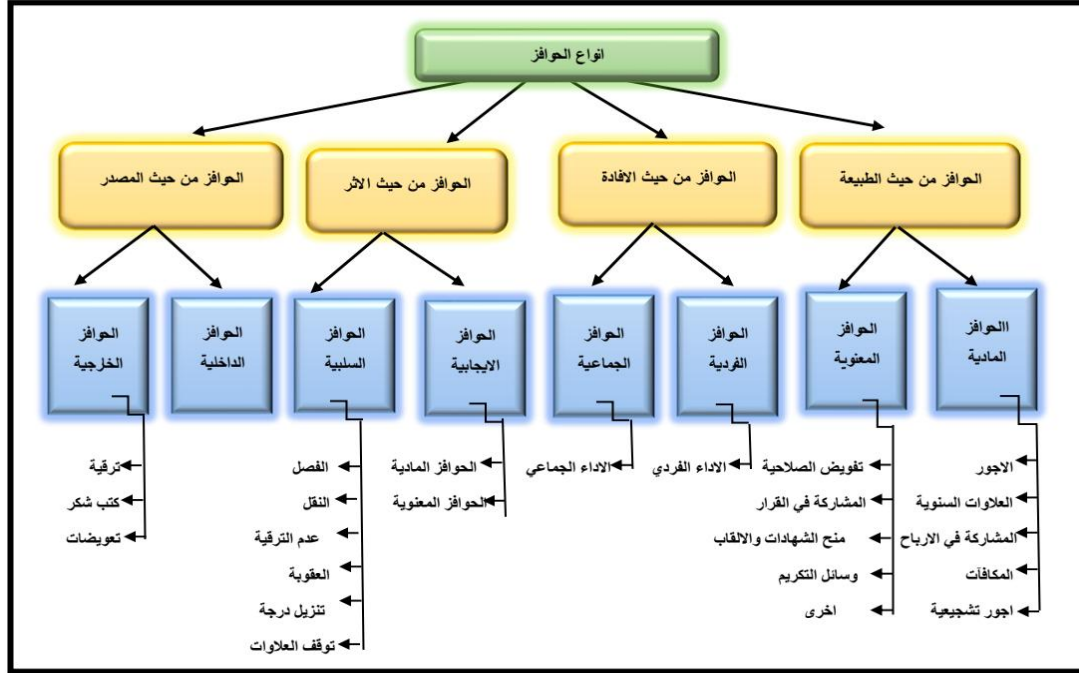 انواع الحوافز
الحوافز من حيث الطبيعة
الحوافز من حيث الافادة
الحوافز من حيث الاثر
الحوافز من حيث المصدر
االحوافز
المادية
الحوافز
المعنوية
الحوافز
الفردية
الحوافز
الجماعية
الحوافز
الايجابية
الحوافز
السلبية
الحوافز
الداخلية
الحوافز
الخارجية
الاجور
العلاوات السنوية
المشاركة في الارباح
المكافآت
اجور تشجيعية
تفويض الصلاحية
المشاركة في القرار
منح الشهادات والالقاب
وسائل التكريم
اخرى
الاداء الفردي
الاداء الجماعي
الحوافز المادية
الحوافز المعنوية
الفصل
النقل
عدم الترقية
العقوبة
تنزيل درجة
توقف العلاوات
ترقية
كتب شكر
تعويضات